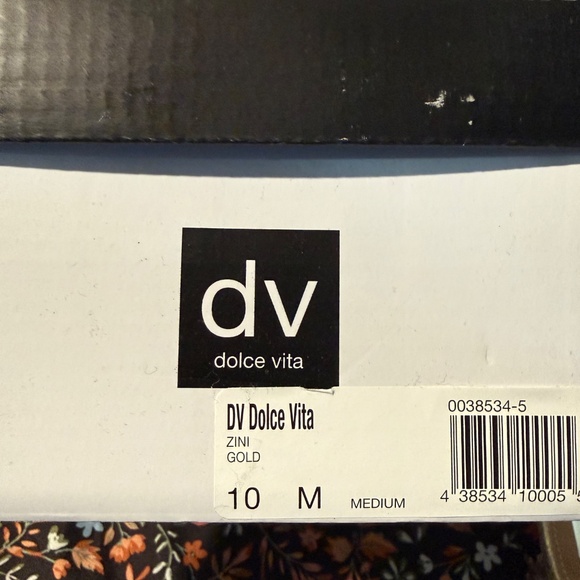 dv
dolce vita
DV Dolce Vita
ZINI
GOLD
10 M MEDIUM
0038534-5
4 38534 10005